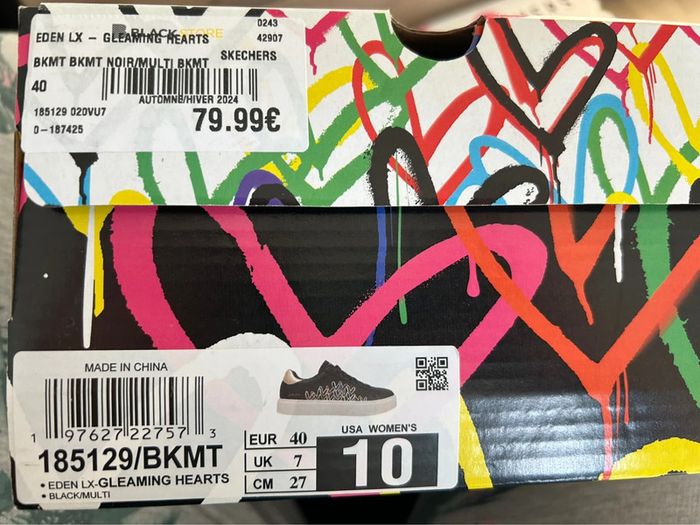 BLACKSTORE
0243
EDEN LX - GLEAMING HEARTS 42907
BKMT BKMT NOIR/MULTI BKMT SKECHERS
40
AUTOMNE/HIVER 2024
185129 020VU7 79.99€
0-187425
MADE IN CHINA
1 97627 22757 3
185129/BKMT
• EDEN LX-GLEAMING HEARTS
• BLACK/MULTI
EUR 40
UK 7
CM 27
USA WOMEN'S
10